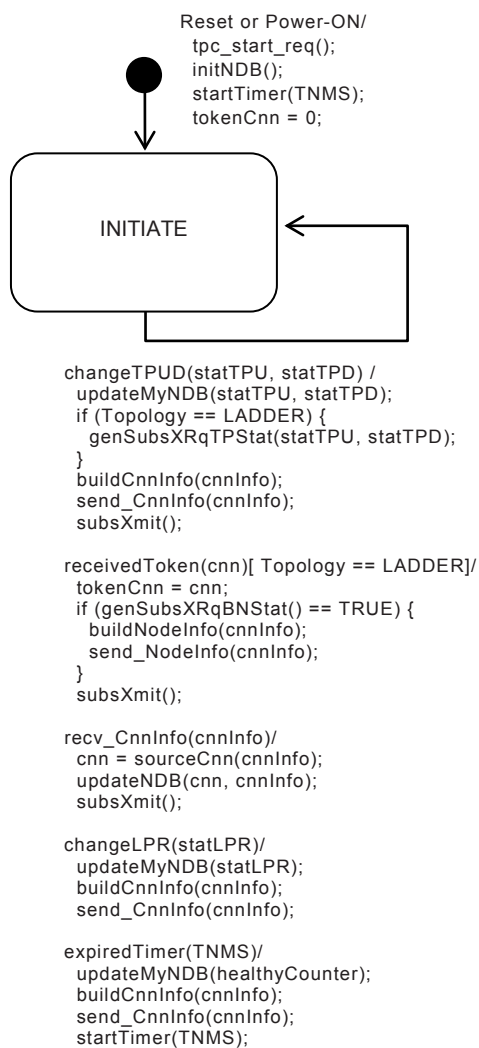 Reset or Power-ON/
tpc_start_req();
initNDB();
startTimer(TNMS);
tokenCnn = 0;
INITIATE
changeTPUD(statTPU, statTPD) /
updateMyNDB(statTPU, statTPD);
if (Topology == LADDER) {
genSubsXRqTPStat(statTPU, statTPD);
}
buildCnnInfo(cnnInfo);
send_CnnInfo(cnnInfo);
subsXmit();
receivedToken(cnn)[ Topology == LADDER]/
tokenCnn = cnn;
if (genSubsXRqBNStat() == TRUE) {
buildNodeInfo(cnnInfo);
send_NodeInfo(cnnInfo);
}
subsXmit();
recv_CnnInfo(cnnInfo)/
cnn = sourceCnn(cnnInfo);
updateNDB(cnn, cnnInfo);
subsXmit();
changeLPR(statLPR)/
updateMyNDB(statLPR);
buildCnnInfo(cnnInfo);
send_CnnInfo(cnnInfo);
expiredTimer(TNMS)/
updateMyNDB(healthyCounter);
buildCnnInfo(cnnInfo);
send_CnnInfo(cnnInfo);
startTimer(TNMS);